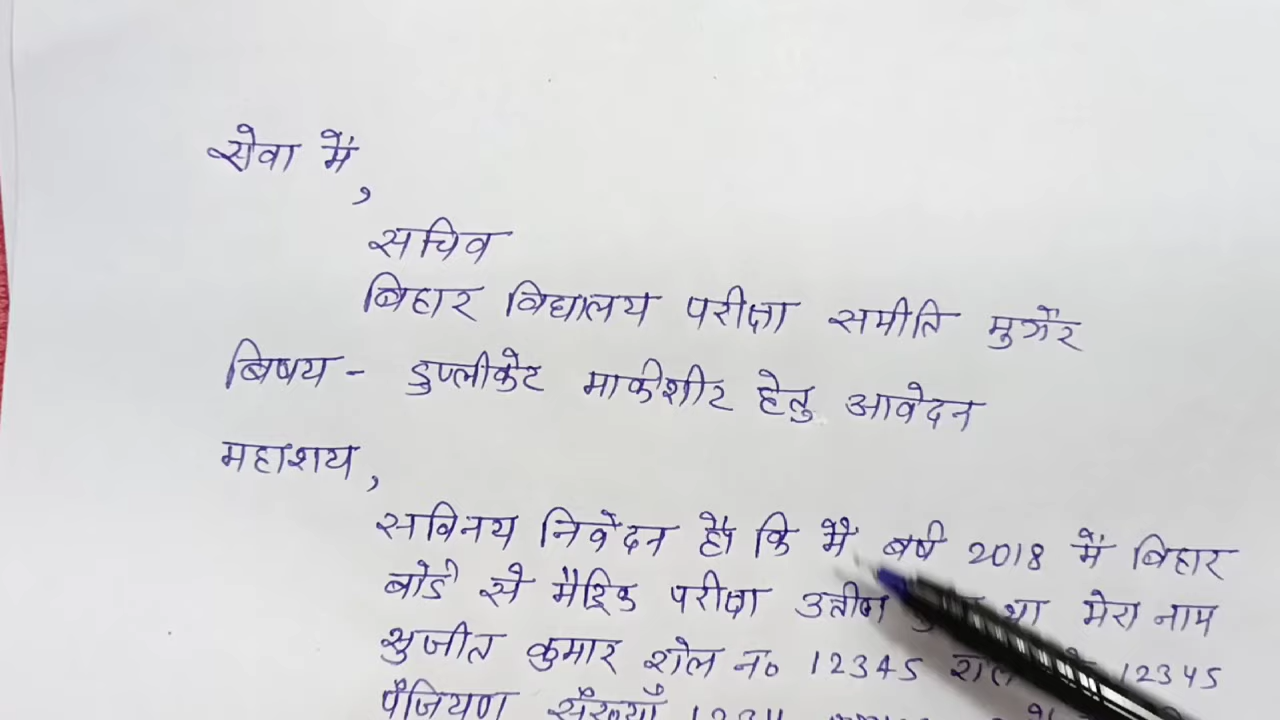 सेवा में,
सचिव
बिहार विद्यालय परीक्षा समीति मुंगेर
बिषय - डुप्लीकेट मार्कशीट हेतु आवेदन
महाशय,
सविनय निवेदन है कि मैं बर्ष 2018 में बिहार
बोर्ड से मैट्रिक परीक्षा उत्तीण था मेरा नाम
सुजीत कुमार रोल न० 12345 12345
पंजियण संख्याँ